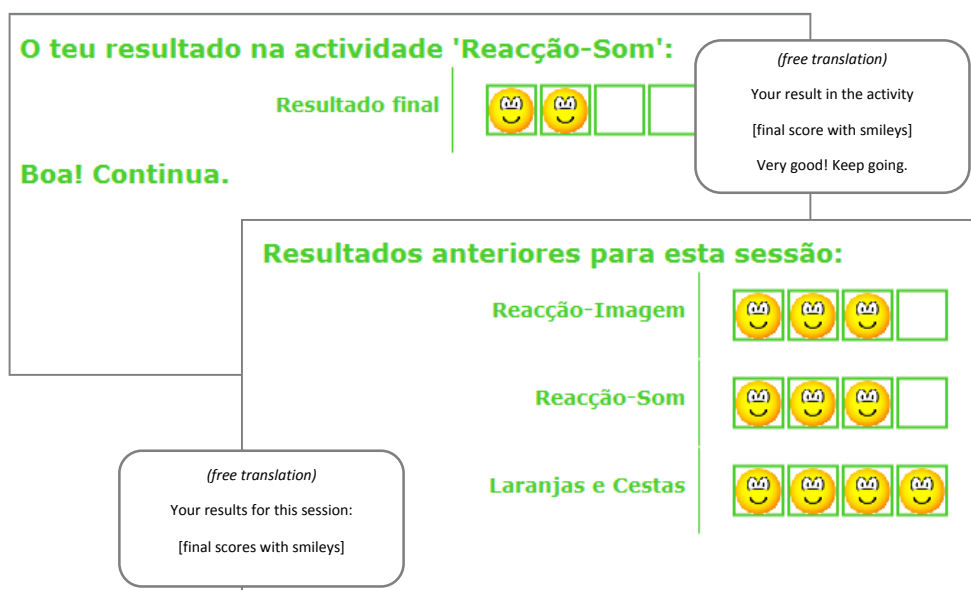 O teu resultado na actividade 'Reacção-Som':
Resultado final
Boa! Continua.
(free translation)
Your result in the activity
[final score with smileys]
Very good! Keep going.
Resultados anteriores para esta sessão:
Reacção-Imagem
Reacção-Som
Laranjas e Cestas
(free translation)
Your results for this session:
[final scores with smileys]